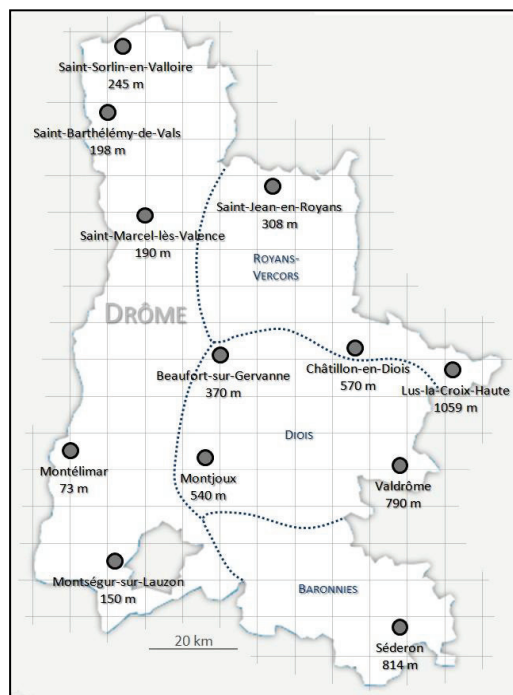 Saint-Sorlin-en-Valloire
245 m
Saint-Barthélémy-de-Vals
198 m
Saint-Jean-en-Royans
308 m
Saint-Marcel-lès-Valence
190 m
ROYANS-
VERCORS
DRÔME
Beaufort-sur-Gervanne
370 m
Châtillon-en-Diois
570 m
Lus-la-Croix-Haute
1059 m
DIOIS
Montélimar
73 m
Montjoux
540 m
Valdrôme
790 m
Montségur-sur-Lauzon
150 m
BARONNIES
20 km
Séderon
814 m